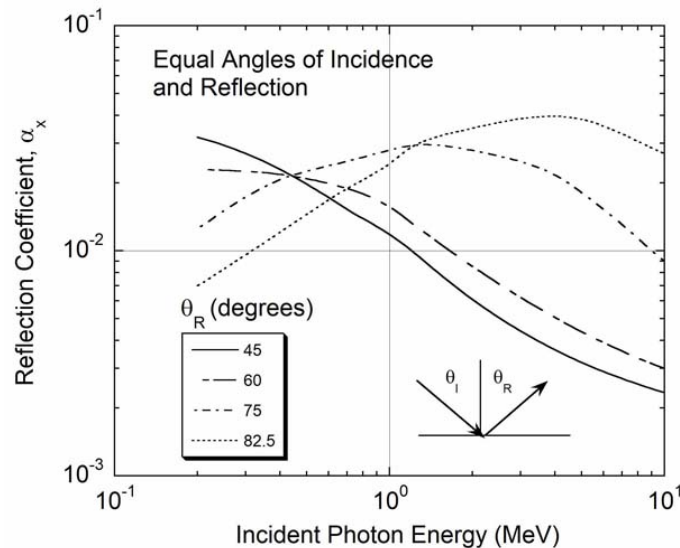 10^-1
Equal Angles of Incidence
and Reflection
Reflection Coefficient, α_x
10^-2
θ_R (degrees)
45
60
75
82.5
θ_I
θ_R
10^-3
10^-1
10^0
10^1
Incident Photon Energy (MeV)